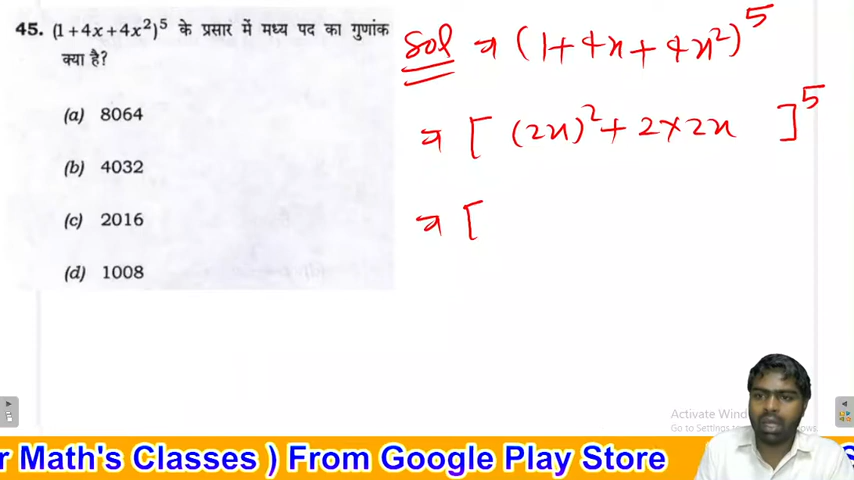 45. (1+4x+4x²)⁵ के प्रसार में मध्य पद का गुणांक
क्या है?
(a) 8064
(b) 4032
(c) 2016
(d) 1008
Sol (1+4x+4x²)⁵
[ (2x)²+2×2x ]⁵
[
Activate Wind
Go to Settings to
r Math's Classes ) From Google Play Store